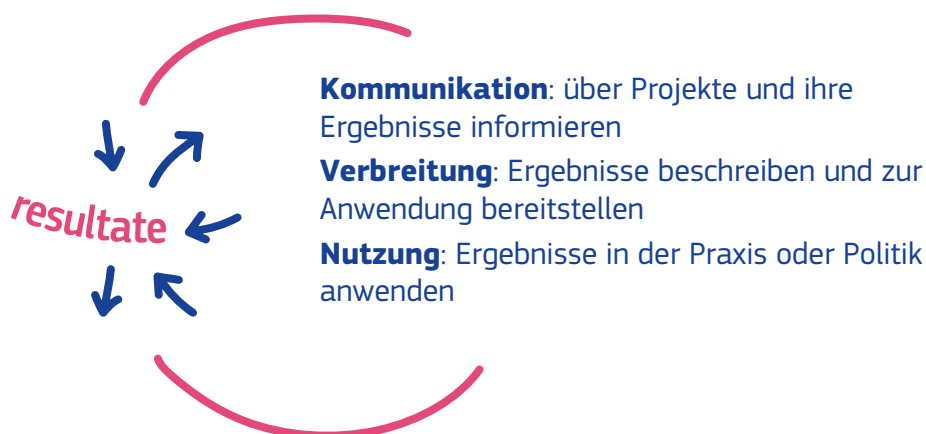 Kommunikation: über Projekte und ihre
Ergebnisse informieren
Verbreitung: Ergebnisse beschreiben und zur
Anwendung bereitstellen
resultate
Nutzung: Ergebnisse in der Praxis oder Politik
anwenden